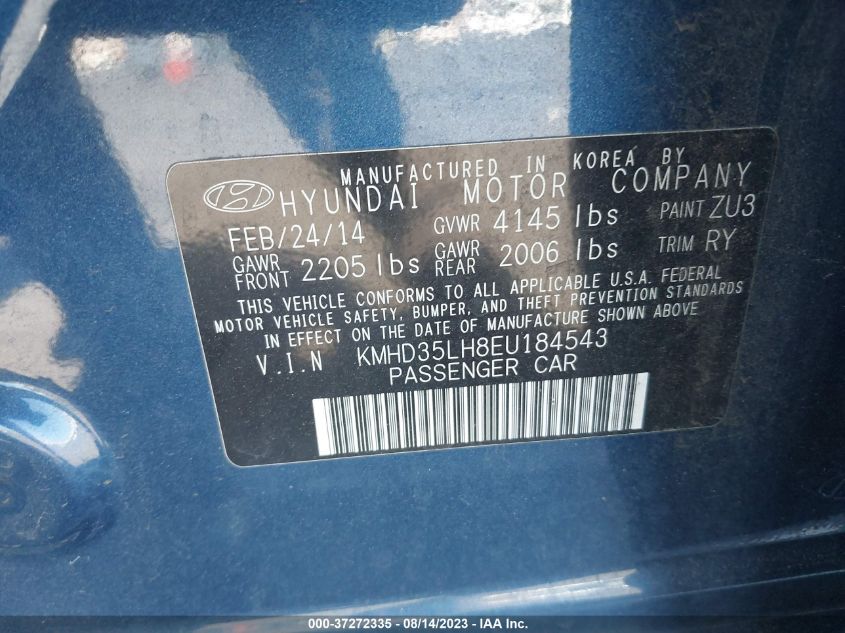 MANUFACTURED IN KOREA BY
HYUNDAI MOTOR COMPANY
FEB/24/14 GVWR 4145 lbs PAINT ZU3
GAWR FRONT 2205 lbs GAWR REAR 2006 lbs TRIM RY
THIS VEHICLE CONFORMS TO ALL APPLICABLE U.S.A. FEDERAL
MOTOR VEHICLE SAFETY, BUMPER, AND THEFT PREVENTION STANDARDS
IN EFFECT ON THE DATE OF MANUFACTURE SHOWN ABOVE
V.I.N KMHD35LH8EU184543
PASSENGER CAR
000-37272335 - 08/14/2023 - IAA Inc.